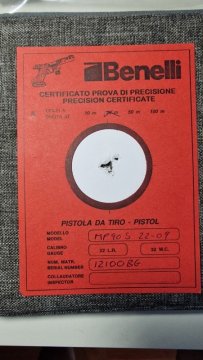 Benelli
CERTIFICATO PROVA DI PRECISIONE
PRECISION CERTIFICATE
50 m 100 m
PISTOLA DA TIRO - PISTOL
MODELLO MP90S 22-09
MODEL
CALIBRO
GAUGE 22 L.R. 32 W.C.
NUM. MATR. 12100BG
SERIAL NUMBER
COLLAUDATORE
INSPECTOR